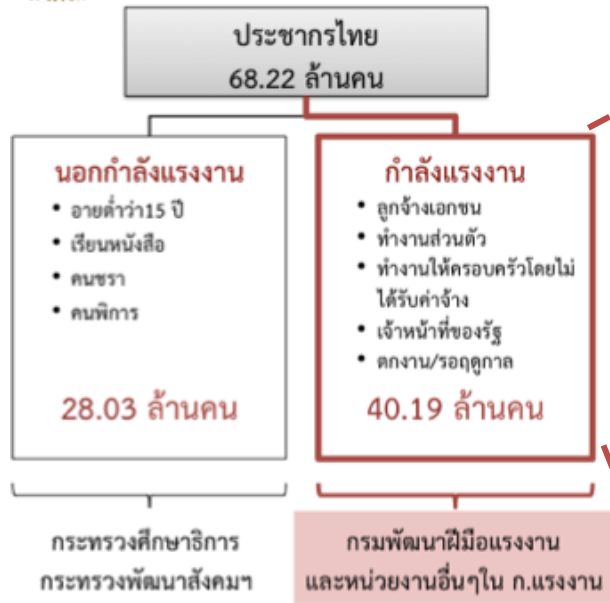 ประชากรไทย
68.22 ล้านคน
นอกกำลังแรงงาน
• อายุต่ำว่า15 ปี
• เรียนหนังสือ
• คนชรา
• คนพิการ
28.03 ล้านคน
กำลังแรงงาน
• ลูกจ้างเอกชน
• ทำงานส่วนตัว
• ทำงานให้ครอบครัวโดยไม่
ได้รับค่าจ้าง
• เจ้าหน้าที่ของรัฐ
• ตกงาน/รอฤดูกาล
40.19 ล้านคน
กระทรวงศึกษาธิการ
กระทรวงพัฒนาสังคมฯ
กรมพัฒนาฝีมือแรงงาน
และหน่วยงานอื่นๆใน ก.แรงงาน